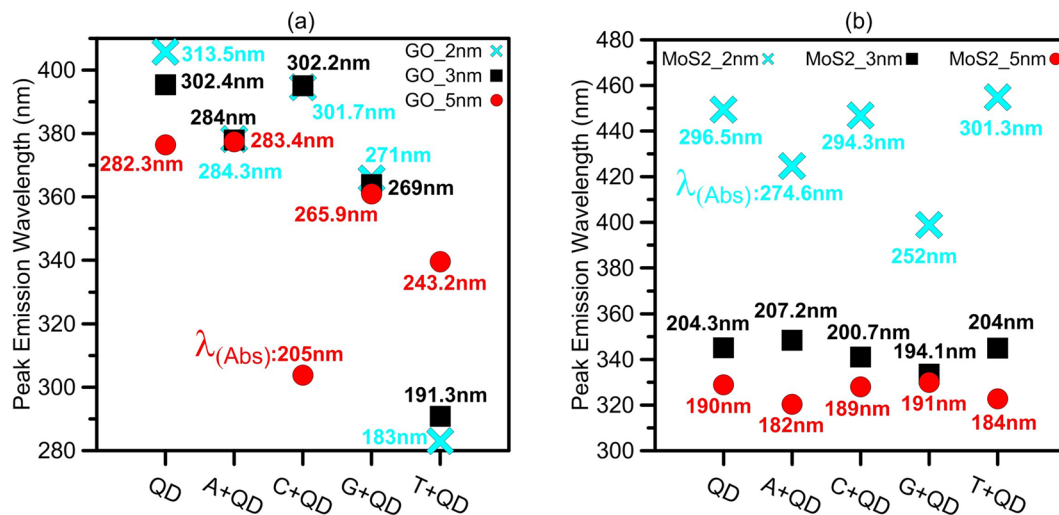 (a)
Peak Emission Wavelength (nm)
400
380
360
340
320
300
280
GO_2nm
GO_3nm
GO_5nm
313.5nm
302.4nm
282.3nm
284nm
283.4nm
284.3nm
302.2nm
301.7nm
271nm
269nm
265.9nm
243.2nm
λ(Abs):205nm
191.3nm
183nm
QD
A+QD
C+QD
G+QD
T+QD
(b)
Peak Emission Wavelength (nm)
480
460
440
420
400
380
360
340
320
300
MoS2_2nm
MoS2_3nm
MoS2_5nm
296.5nm
λ(Abs):274.6nm
294.3nm
252nm
301.3nm
204.3nm
207.2nm
200.7nm
194.1nm
204nm
190nm
182nm
189nm
191nm
184nm
QD
A+QD
C+QD
G+QD
T+QD